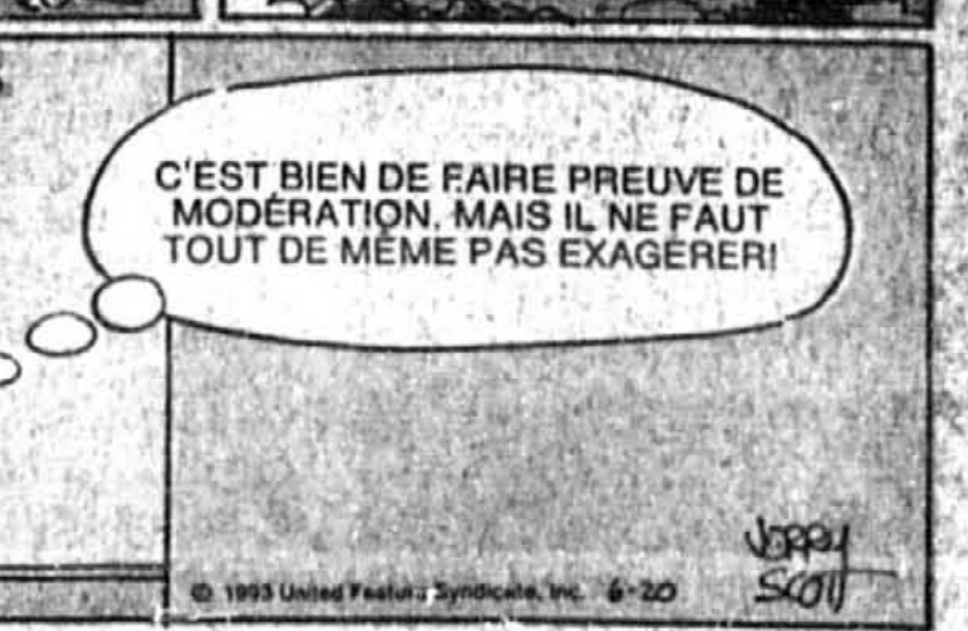 C'EST BIEN DE FAIRE PREUVE DE
MODÉRATION. MAIS IL NE FAUT
TOUT DE MÊME PAS EXAGÉRER!
© 1993 United Feature Syndicate, Inc. 6-20
JERRY
SCOTT